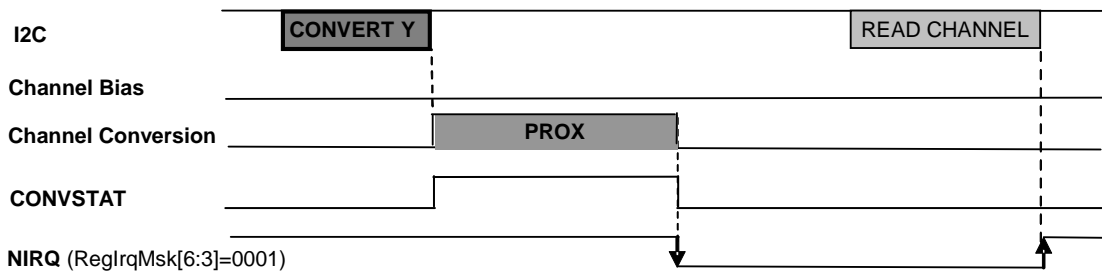 I2C CONVERT Y READ CHANNEL
Channel Bias
Channel Conversion PROX
CONVSTAT
NIRQ (RegIrqMsk[6:3]=0001)